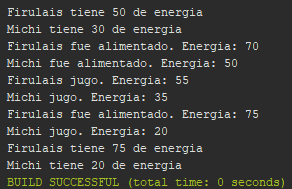 Firulais tiene 50 de energia
Michi tiene 30 de energia
Firulais fue alimentado. Energia: 70
Michi fue alimentado. Energia: 50
Firulais jugo. Energia: 55
Michi jugo. Energia: 35
Firulais fue alimentado. Energia: 75
Michi jugo. Energia: 20
Firulais tiene 75 de energia
Michi tiene 20 de energia
BUILD SUCCESSFUL (total time: 0 seconds)